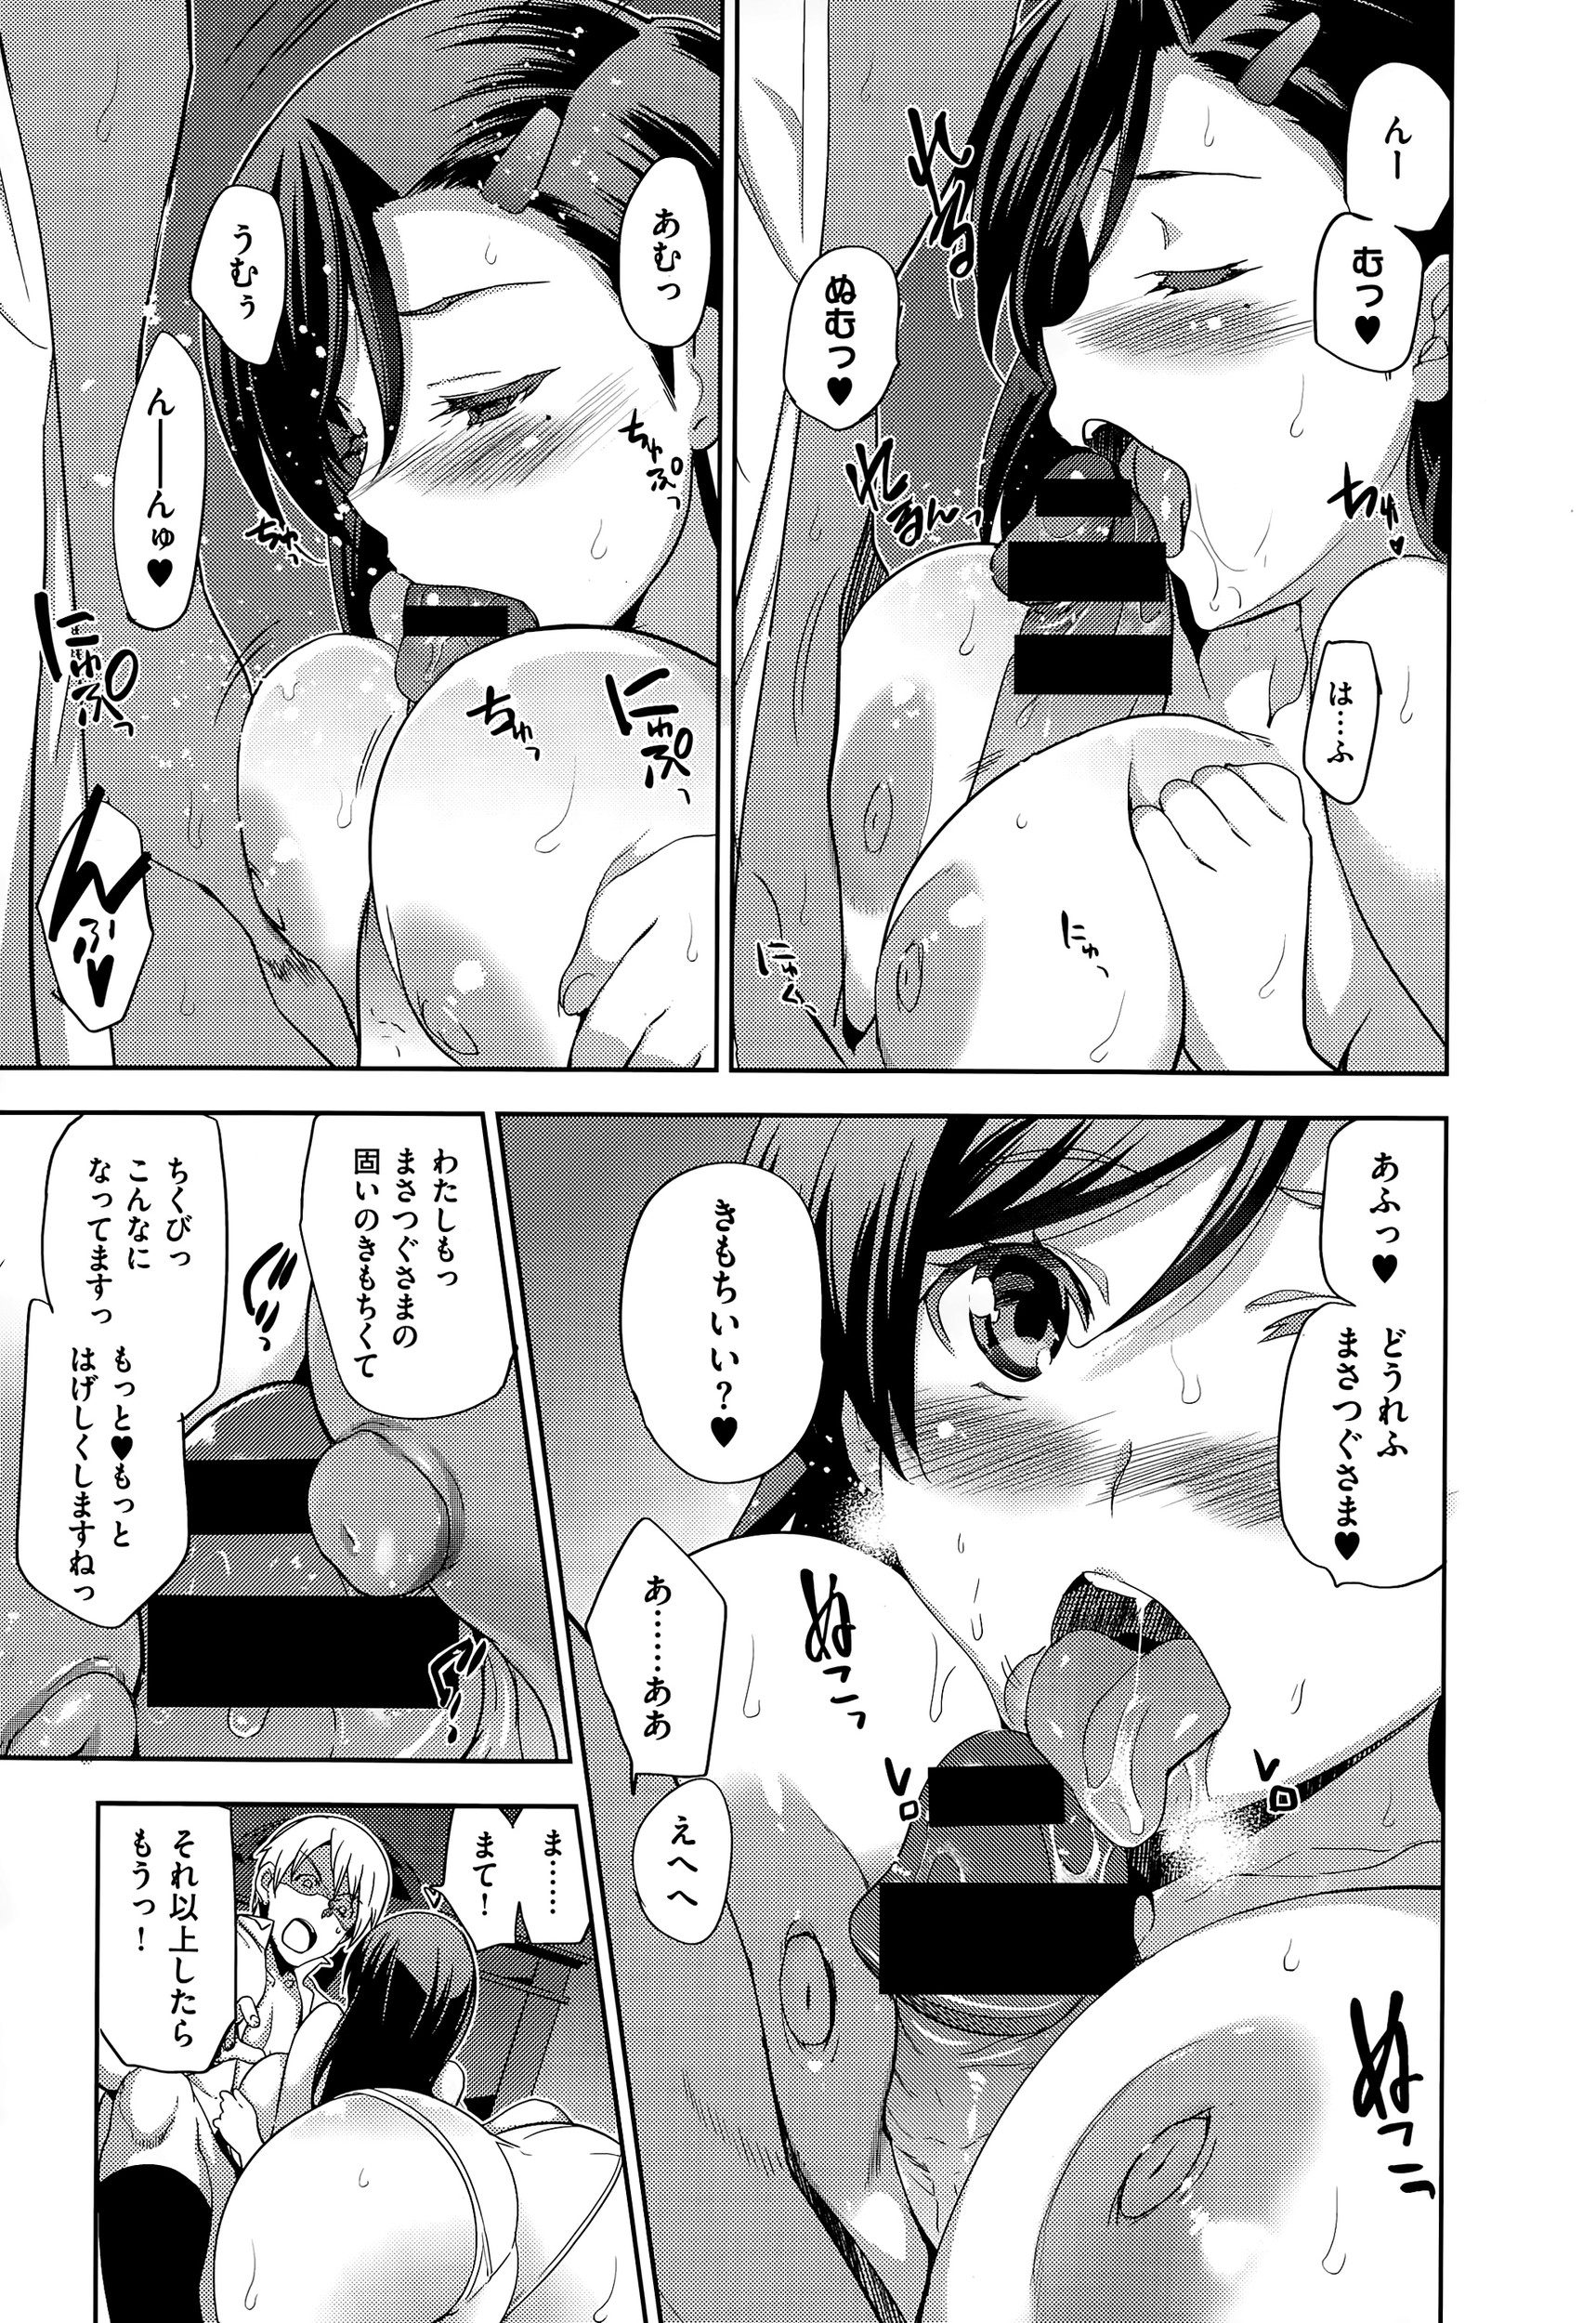 んー
むっ♥
れる
ぬむっ♥
れるんっ
ちゅ
は…ふ
にゅっ
にゅくっ
あむっ
うむぅ
ちゅぷっ
んーーんゅ♥
ちゅっ
にゅぷっ
ちゅっ
にゅぷっ
んふぅ♥
あふっ♥
どうれふ
まさつぐさま♥
きもちいい？♥
あ……ああ
えへへ
ぬこっ
ぬこっ
わたしもっ
まさつぐさまの
固いのきもちくて
ちくびっ
こんなに
なってますっ
もっと♥もっと
はげしくしますねっ
ま……
まて！
それ以上したら
もうっ！